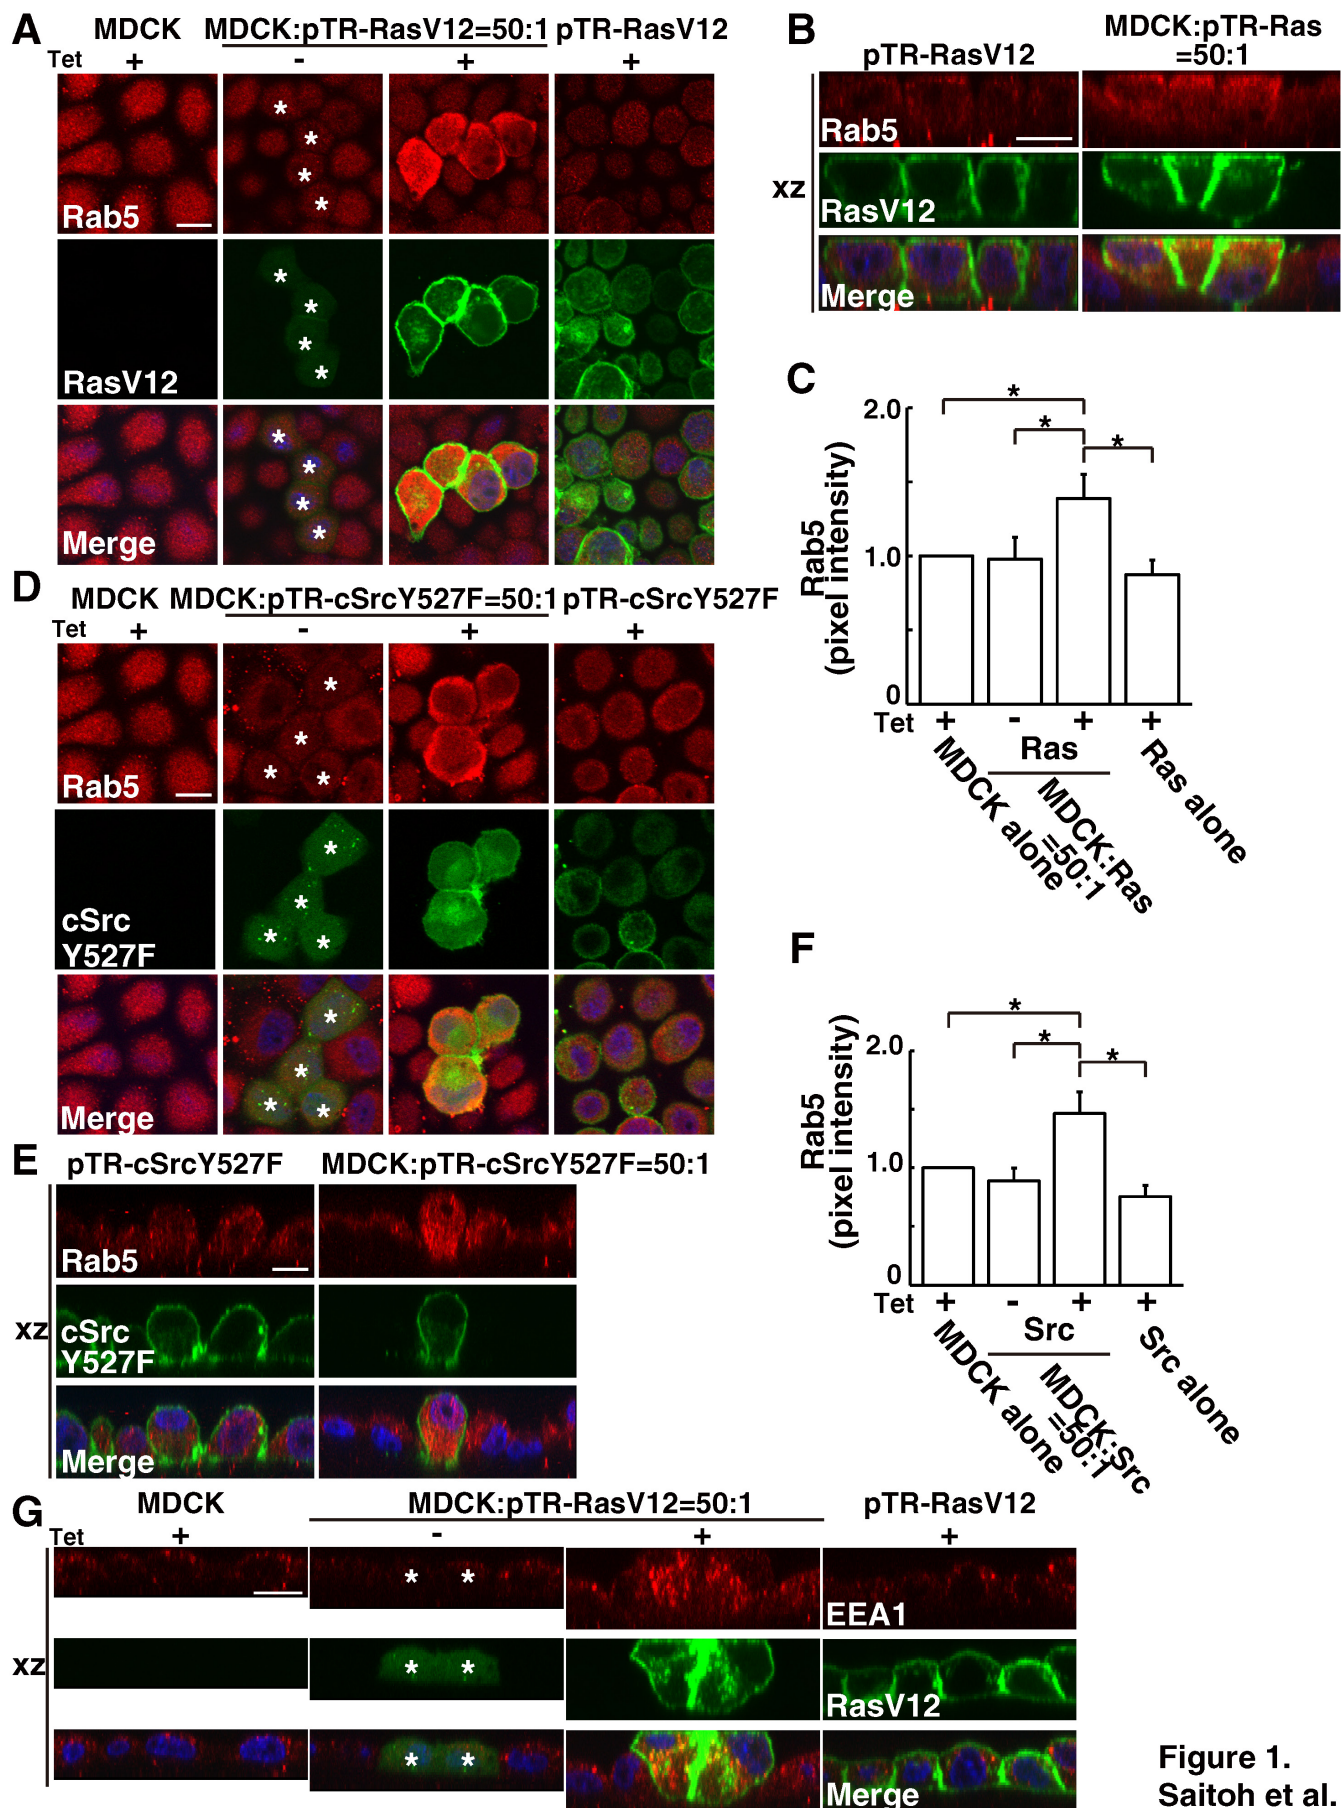 A
MDCK MDCK:pTR-RasV12=50:1 pTR-RasV12
Tet + - + +
* * * *
Rab5
* * * *
RasV12
* * * *
Merge
B
pTR-RasV12 MDCK:pTR-Ras
=50:1
xz
Rab5
RasV12
Merge
C
Rab5
(pixel intensity)
2.0
1.0
0
* * *
Tet + - + +
Ras
MDCK alone
MDCK:Ras
=50:1
Ras alone
D
MDCK MDCK:pTR-cSrcY527F=50:1 pTR-cSrcY527F
Tet + - + +
* * * *
Rab5
* * * *
cSrc
Y527F
* * * *
Merge
E
pTR-cSrcY527F MDCK:pTR-cSrcY527F=50:1
xz
Rab5
cSrc
Y527F
Merge
F
Rab5
(pixel intensity)
2.0
1.0
0
* * *
Tet + - + +
Src
MDCK alone
MDCK:Src
=50:1
Src alone
G
MDCK MDCK:pTR-RasV12=50:1 pTR-RasV12
Tet + - + +
xz
* *
EEA1
* *
RasV12
* *
Merge
Figure 1.
Saitoh et al.